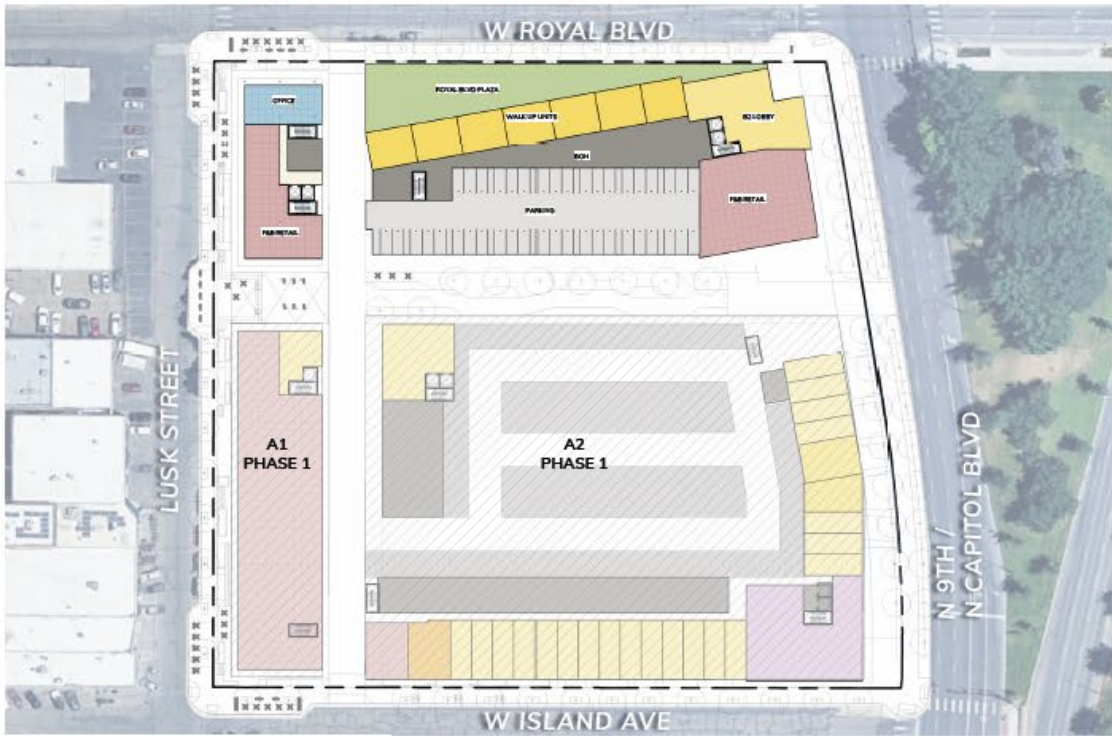 W ROYAL BLVD
ROYAL BLVD PLAZA
OFFICE
WALK UP UNITS
B2 LOBBY
BOH
F&B RETAIL
PARKING
F&B RETAIL
LUSK STREET
A1
PHASE 1
A2
PHASE 1
N 9TH /
N CAPITOL BLVD
W ISLAND AVE